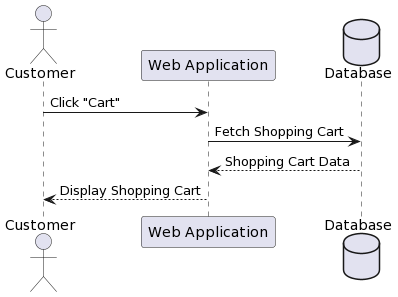 Customer
Web Application
Database
Click "Cart"
Fetch Shopping Cart
Shopping Cart Data
Display Shopping Cart
Customer
Web Application
Database